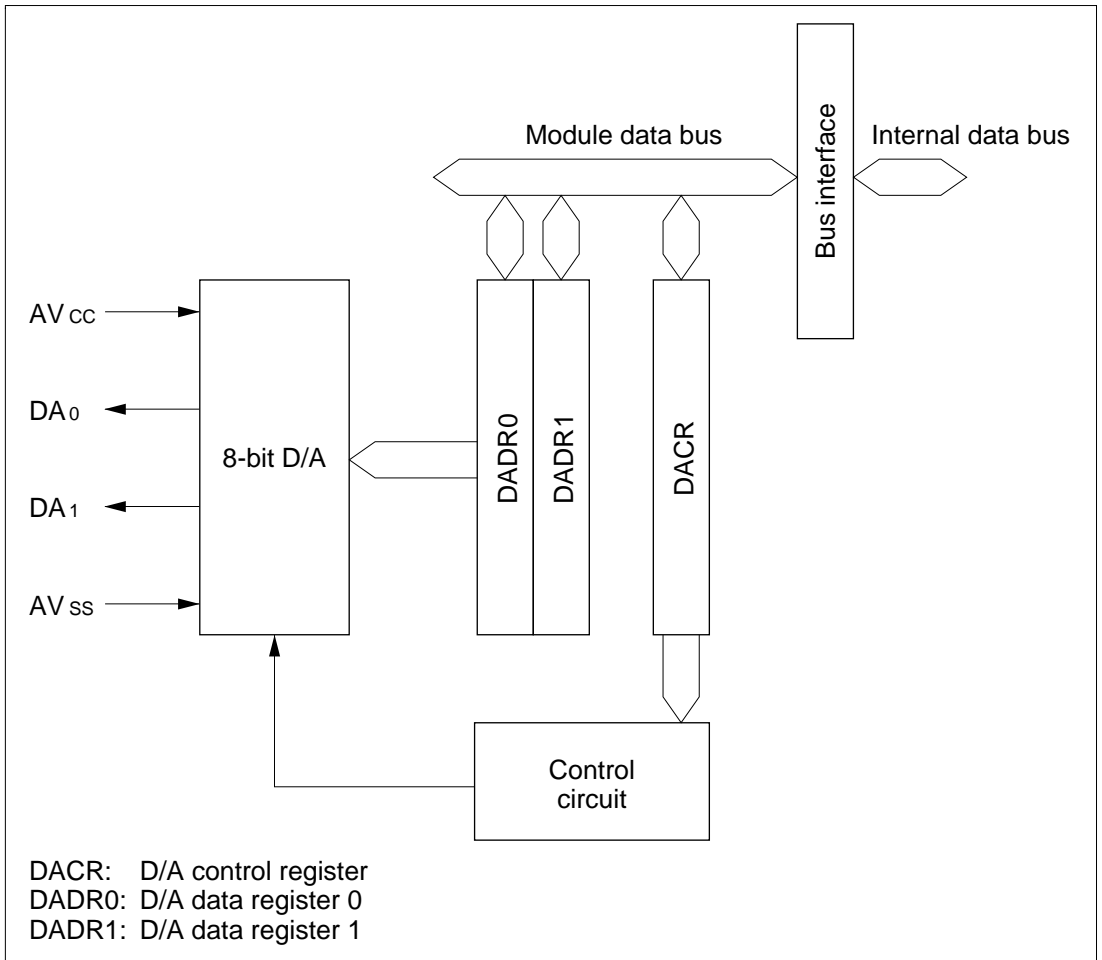 Module data bus
Internal data bus
Bus interface
AVCC
DA0
DA1
AVSS
8-bit D/A
DADR0
DADR1
DACR
Control
circuit
DACR: D/A control register
DADR0: D/A data register 0
DADR1: D/A data register 1